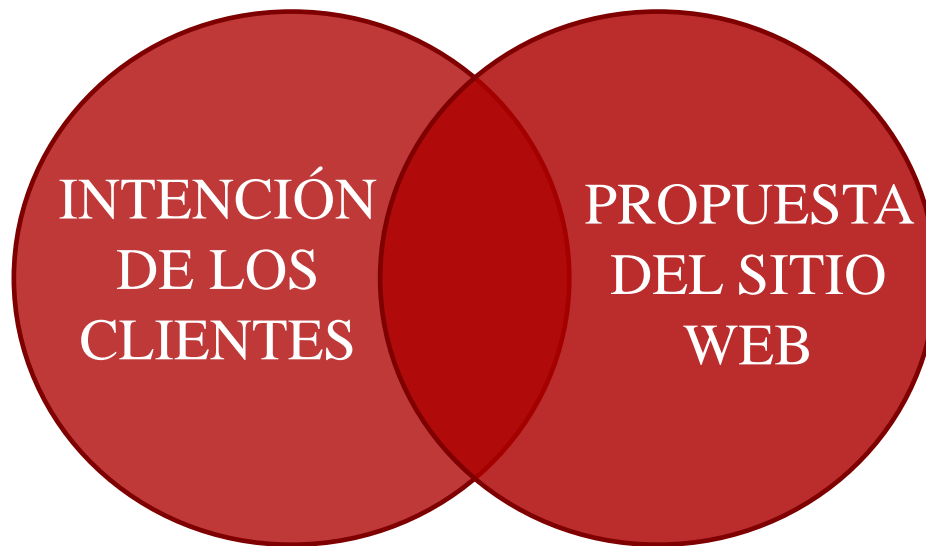 INTENCIÓN
DE LOS
CLIENTES
PROPUESTA
DEL SITIO
WEB